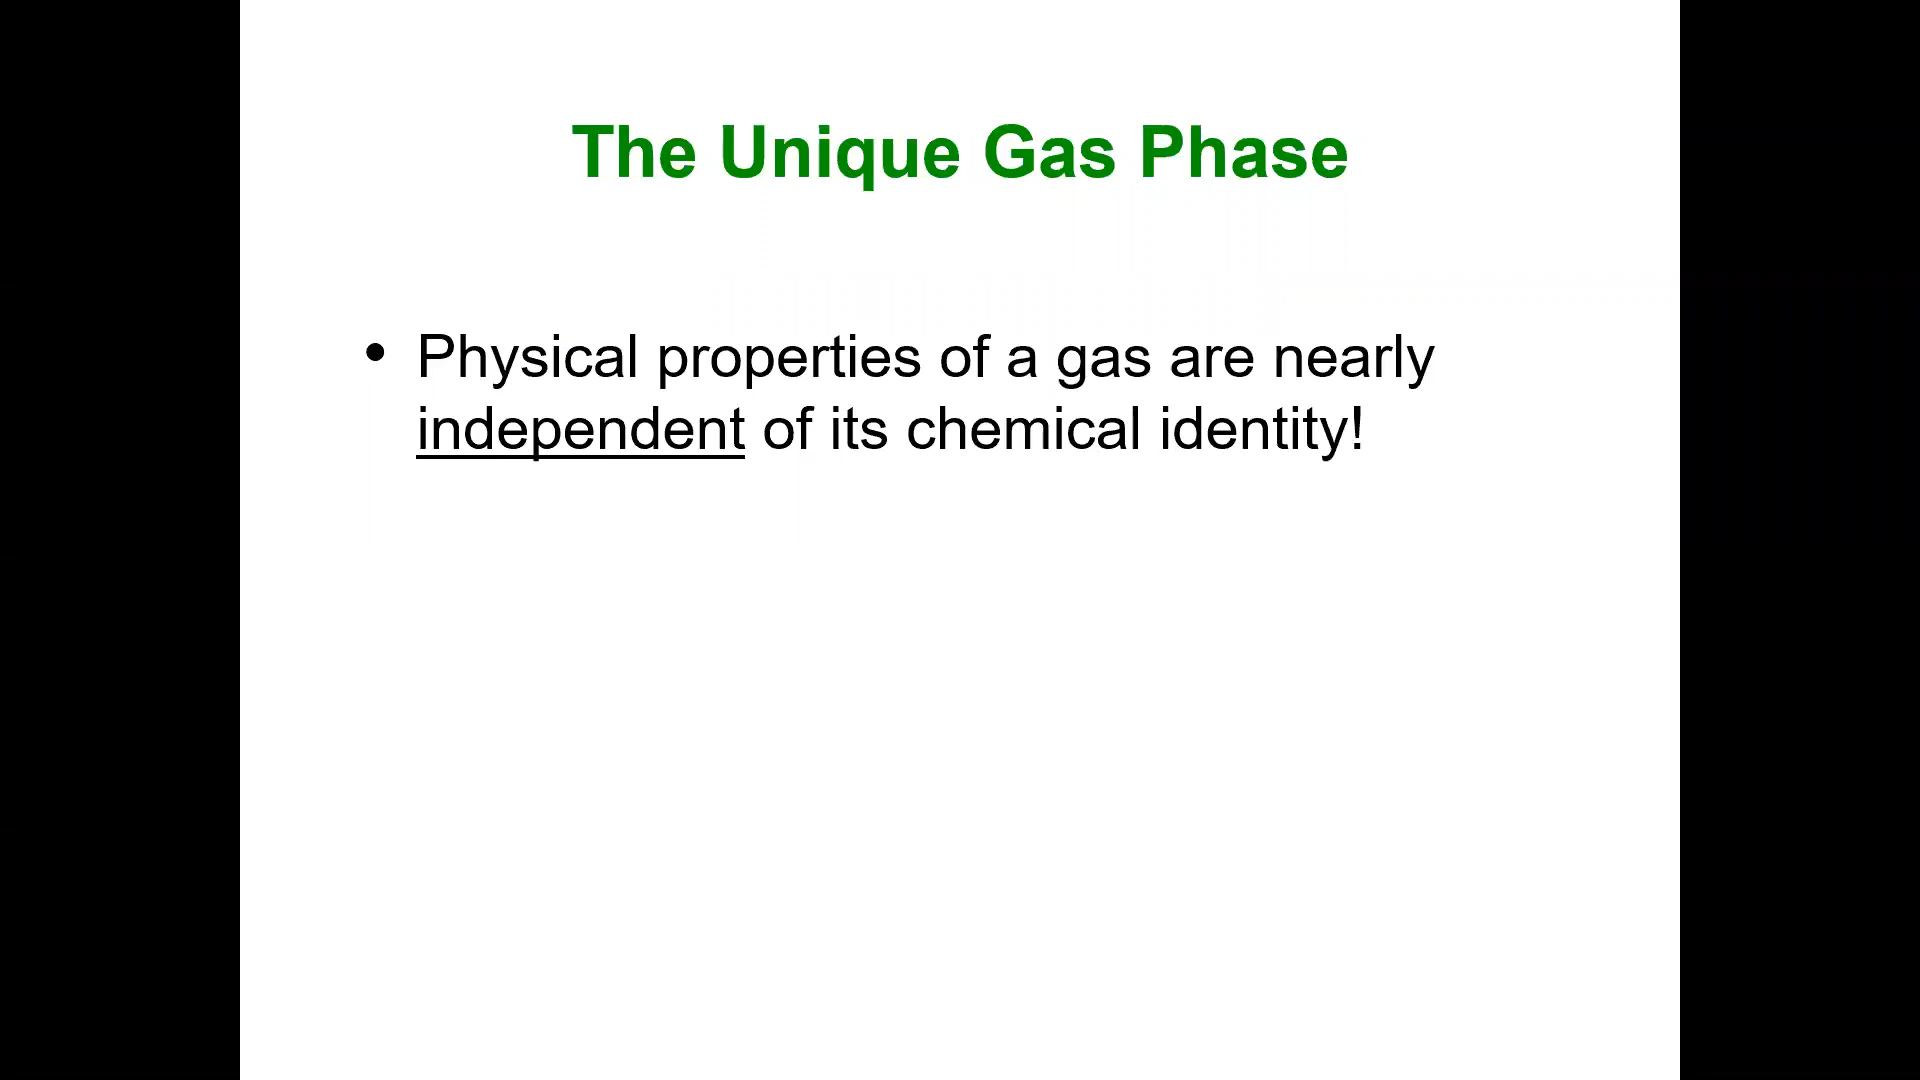 The Unique Gas Phase
• Physical properties of a gas are nearly
independent of its chemical identity!